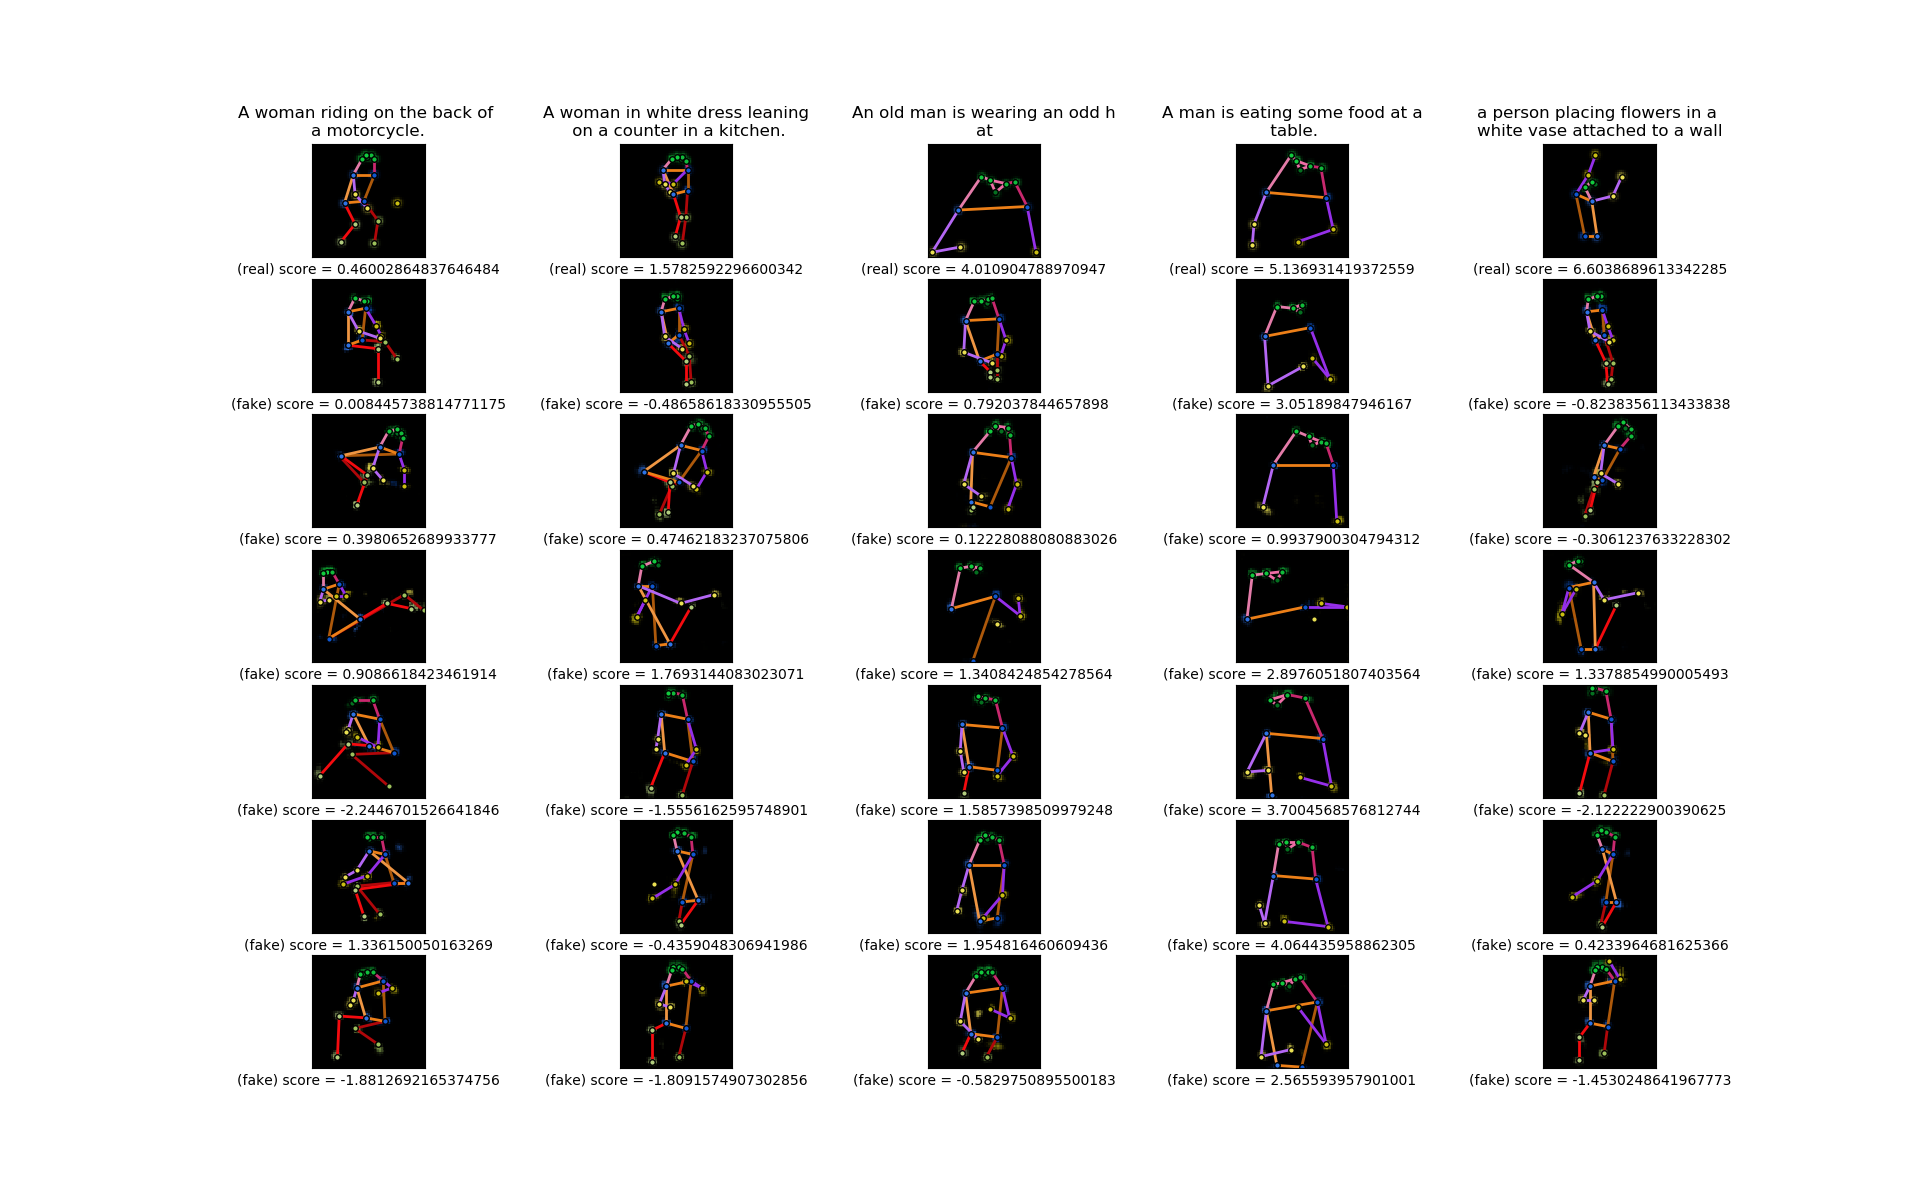 A woman riding on the back of
a motorcycle.
A woman in white dress leaning
on a counter in a kitchen.
An old man is wearing an odd h
at
A man is eating some food at a
table.
a person placing flowers in a
white vase attached to a wall
(real) score = 0.46002864837646484
(real) score = 1.5782592296600342
(real) score = 4.010904788970947
(real) score = 5.136931419372559
(real) score = 6.6038689613342285
(fake) score = 0.008445738814771175
(fake) score = -0.48658618330955505
(fake) score = 0.792037844657898
(fake) score = 3.05189847946167
(fake) score = -0.8238356113433838
(fake) score = 0.3980652689933777
(fake) score = 0.47462183237075806
(fake) score = 0.12228088080883026
(fake) score = 0.9937900304794312
(fake) score = -0.3061237633228302
(fake) score = 0.9086618423461914
(fake) score = 1.7693144083023071
(fake) score = 1.3408424854278564
(fake) score = 2.8976051807403564
(fake) score = 1.3378854990005493
(fake) score = -2.2446701526641846
(fake) score = -1.5556162595748901
(fake) score = 1.5857398509979248
(fake) score = 3.7004568576812744
(fake) score = -2.122222900390625
(fake) score = 1.336150050163269
(fake) score = -0.4359048306941986
(fake) score = 1.954816460609436
(fake) score = 4.064435958862305
(fake) score = 0.4233964681625366
(fake) score = -1.8812692165374756
(fake) score = -1.8091574907302856
(fake) score = -0.5829750895500183
(fake) score = 2.565593957901001
(fake) score = -1.4530248641967773